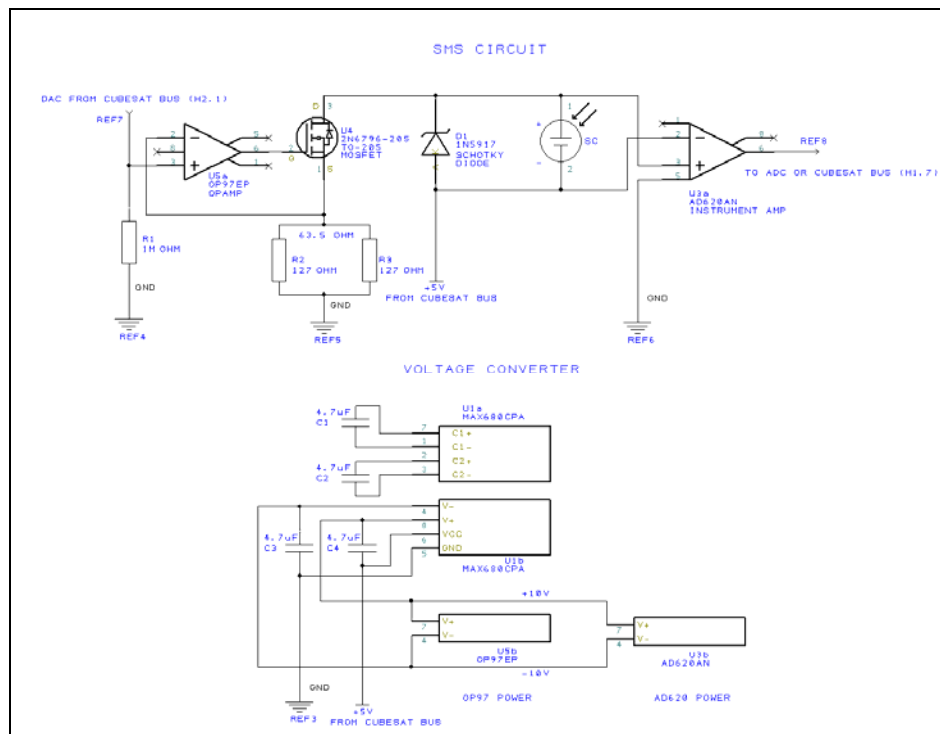 SMS CIRCUIT
DAC FROM CUBESAT BUS (H2.1)
REF7
2
8
3
5
6
1
U5a
OP97EP
OPAMP
D 3
2
G
1 S
U4
2N6796-205
TO-205
MOSFET
D1
1N5917
SCHOTKY
DIODE
1
+
SC
-
2
1
2
3
5
8
6
REF8
TO ADC OR CUBESAT BUS (H1.7)
U3a
AD620AN
INSTRUMENT AMP
R1
1M OHM
GND
REF4
63.5 OHM
R2
127 OHM
R3
127 OHM
GND
REF5
+5V
FROM CUBESAT BUS
GND
REF6
VOLTAGE CONVERTER
4.7uF
C1
4.7uF
C2
U1a
MAX680CPA
7
C1+
1
C1-
2
C2+
3
C2-
4.7uF
C3
4.7uF
C4
V-
4
V+
8
VCC
6
GND
5
U1b
MAX680CPA
+10V
V+
7
V-
4
U5b
OP97EP
V+
7
V-
4
U3b
AD620AN
-10V
GND
REF3
+5V
FROM CUBESAT BUS
OP97 POWER
AD620 POWER